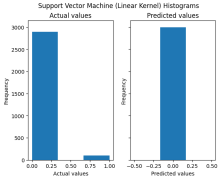 Support Vector Machine (Linear Kernel) Histograms
Actual values Predicted values
3000
2500
2000
1500
1000
500
0
Frequency
Frequency
0.00 0.25 0.50 0.75 1.00 -0.50 -0.25 0.00 0.25 0.50
Actual values Predicted values